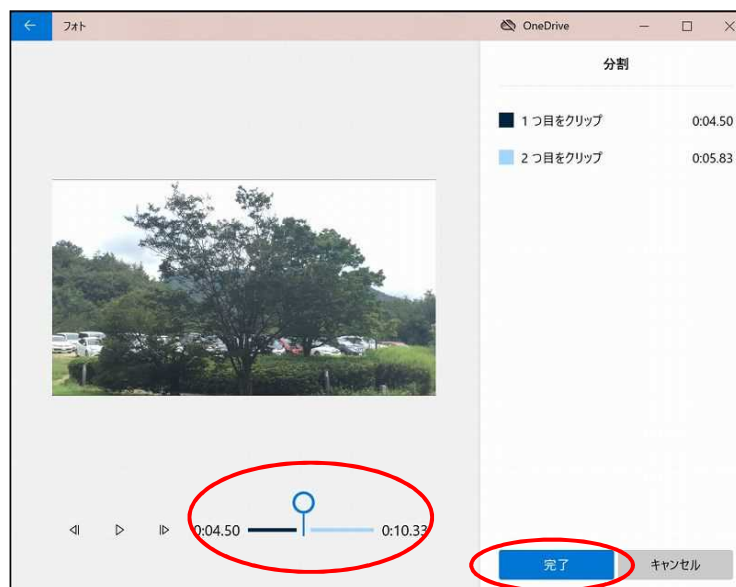 フォト
OneDrive
分割
1 つ目をクリップ 0:04.50
2 つ目をクリップ 0:05.83
0:04.50 0:10.33
完了 キャンセル